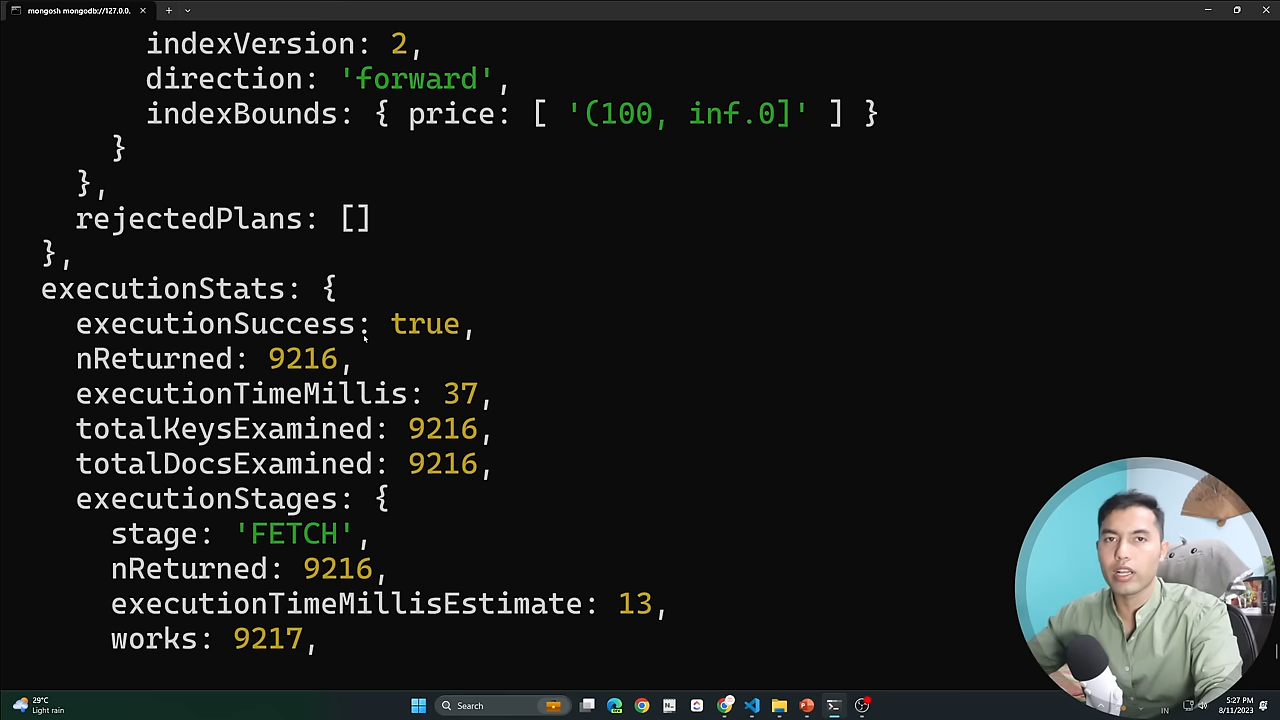 mongosh mongodb://127.0.0.
indexVersion: 2,
direction: 'forward',
indexBounds: { price: [ '(100, inf.0]' ] }
}
},
rejectedPlans: []
},
executionStats: {
executionSuccess: true,
nReturned: 9216,
executionTimeMillis: 37,
totalKeysExamined: 9216,
totalDocsExamined: 9216,
executionStages: {
stage: 'FETCH',
nReturned: 9216,
executionTimeMillisEstimate: 13,
works: 9217,
29°C
Light rain
Search
IN
5:27 PM
8/11/2023